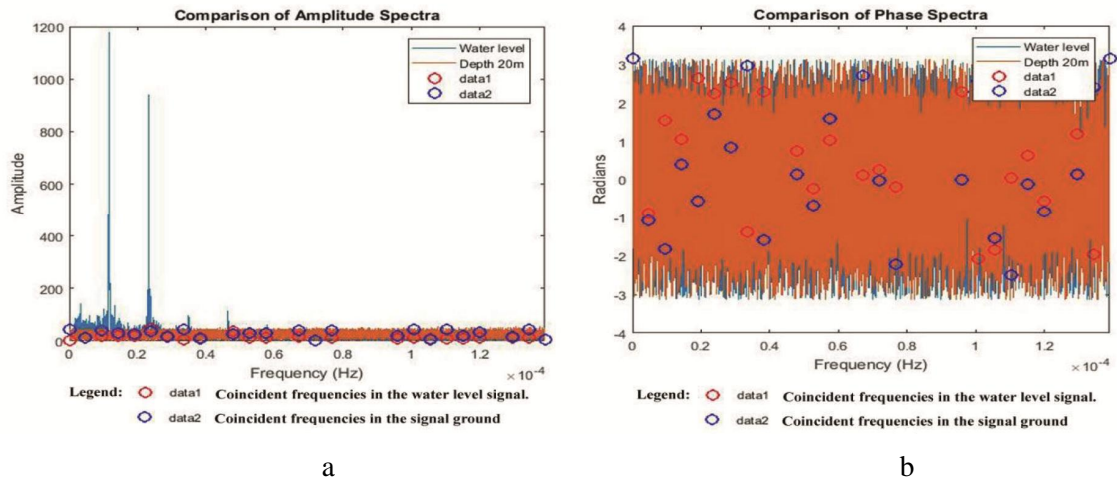 Comparison of Amplitude Spectra
1200
1000
800
600
400
200
0
Amplitude
Water level
Depth 20m
data1
data2
0 0.2 0.4 0.6 0.8 1 1.2
× 10⁻⁴
Frequency (Hz)
Legend: data1 Coincident frequencies in the water level signal.
data2 Coincident frequencies in the signal ground
a
Comparison of Phase Spectra
4
3
2
1
0
-1
-2
-3
-4
Radians
Water level
Depth 20m
data1
data2
0 0.2 0.4 0.6 0.8 1 1.2
× 10⁻⁴
Frequency (Hz)
Legend: data1 Coincident frequencies in the water level signal.
data2 Coincident frequencies in the signal ground
b